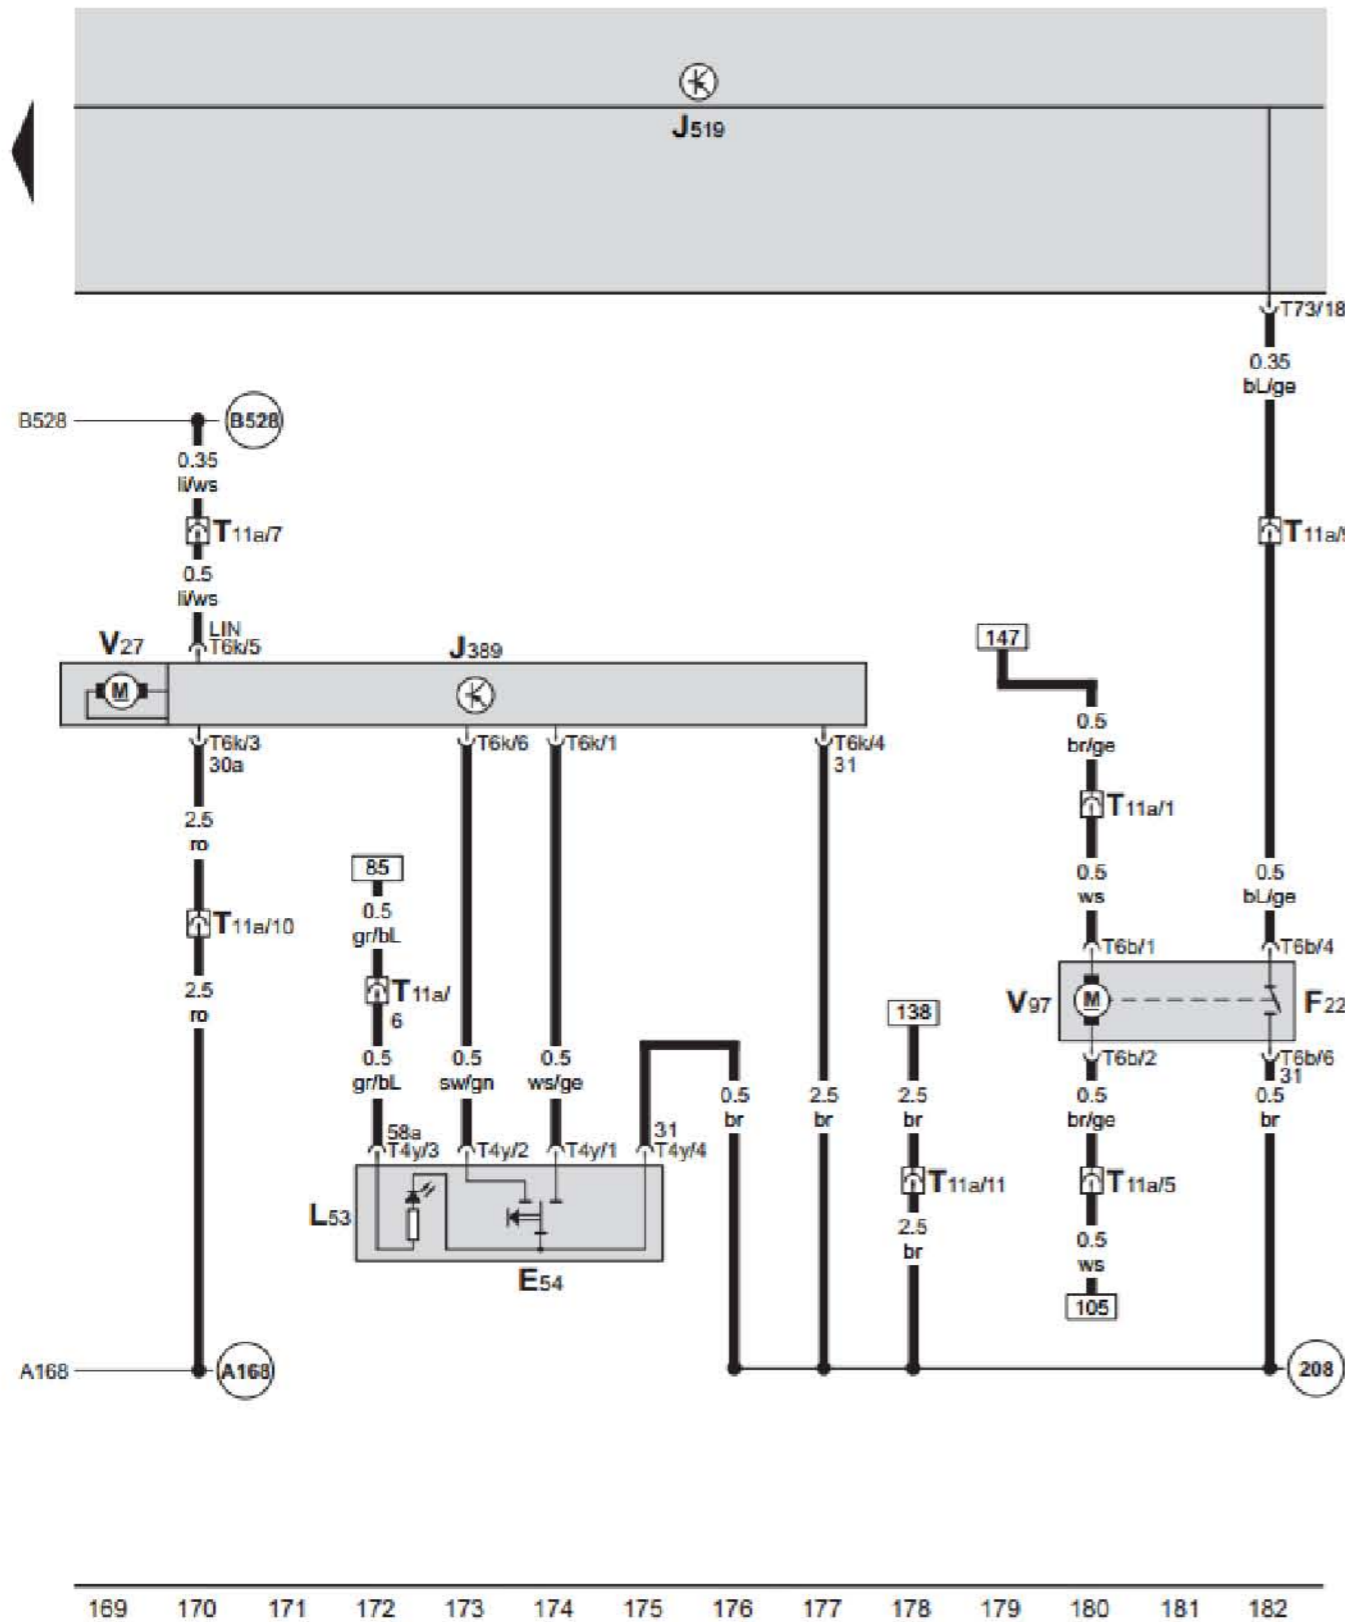 J519
T73/18
0.35
bL/ge
B528
B528
0.35
li/ws
T11a/7
T11a/
0.5
li/ws
LIN
T6k/5
V27
J389
147
M
T6k/3
30a
T6k/6
T6k/1
T6k/4
31
0.5
br/ge
T11a/1
2.5
ro
85
0.5
gr/bL
0.5
ws
0.5
bL/ge
T11a/10
T6b/1
T6b/4
2.5
ro
T11a/
6
138
V97
M
F22
0.5
gr/bL
0.5
sw/gn
0.5
ws/ge
T6b/2
T6b/6
31
0.5
br
2.5
br
2.5
br
0.5
br/ge
0.5
br
58a
T4y/3
T4y/2
T4y/1
31
T4y/4
T11a/11
T11a/5
L53
2.5
br
0.5
ws
E54
105
A168
A168
208
169 170 171 172 173 174 175 176 177 178 179 180 181 182